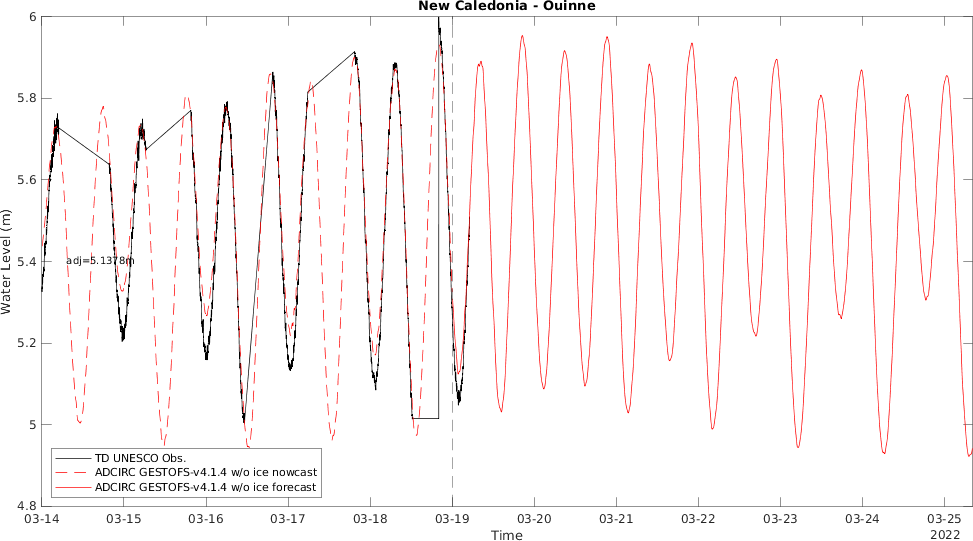 New Caledonia - Ouinne
6
5.8
5.6
5.4
5.2
5
4.8
Water Level (m)
adj=5.1378m
TD UNESCO Obs.
ADCIRC GESTOFS-v4.1.4 w/o ice nowcast
ADCIRC GESTOFS-v4.1.4 w/o ice forecast
03-14 03-15 03-16 03-17 03-18 03-19 03-20 03-21 03-22 03-23 03-24 03-25
2022
Time